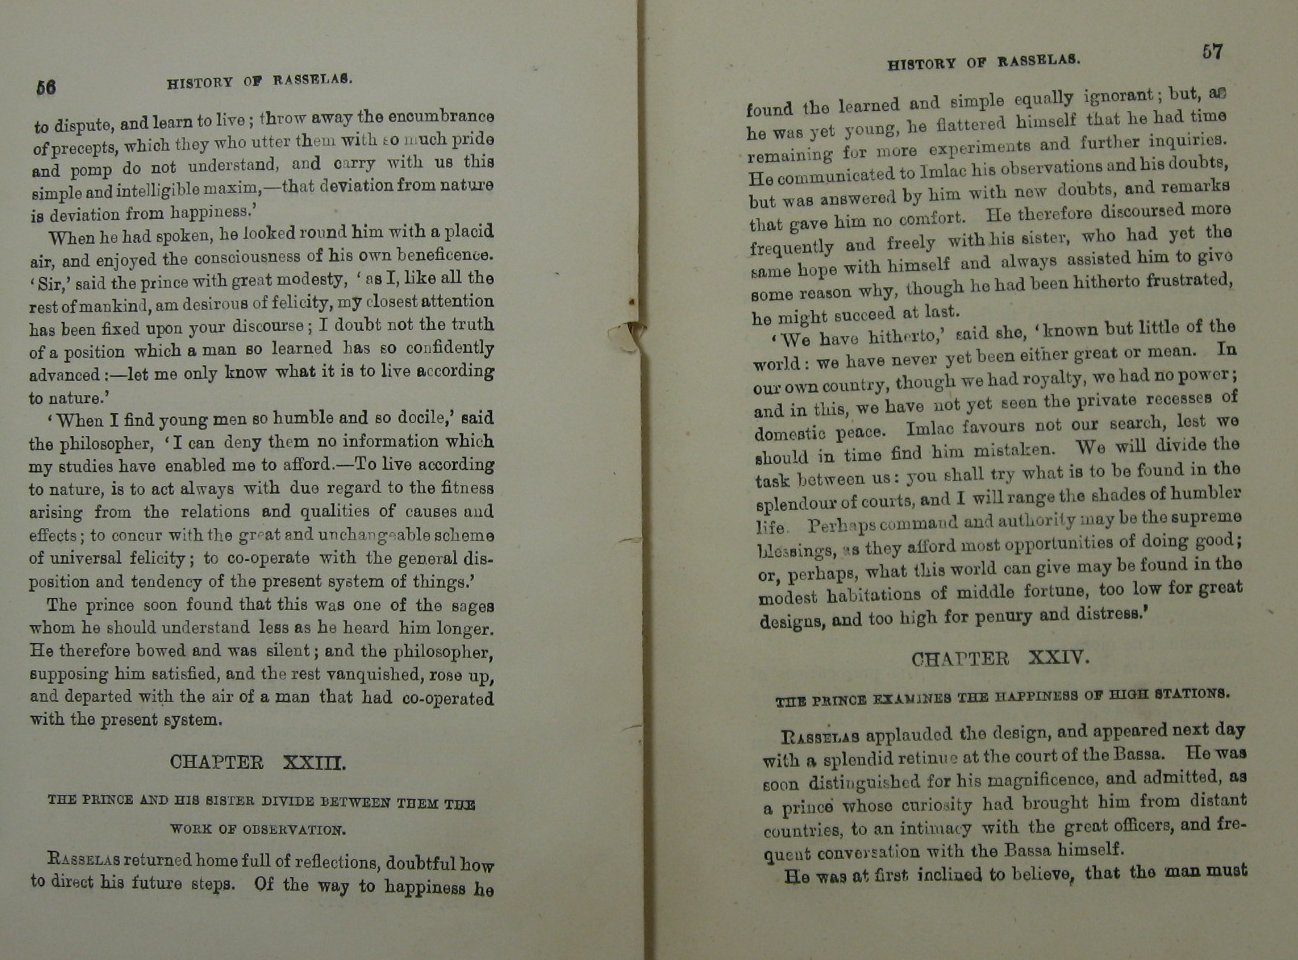 56
HISTORY OF RASSELAS.
to dispute, and learn to live; throw away the encumbrance
of precepts, which they who utter them with so much pride
and pomp do not understand, and carry with us this
simple and intelligible maxim,—that deviation from nature
is deviation from happiness.’
When he had spoken, he looked round him with a placid
air, and enjoyed the consciousness of his own beneficence.
‘Sir,’ said the prince with great modesty, ‘as I, like all the
rest of mankind, am desirous of felicity, my closest attention
has been fixed upon your discourse; I doubt not the truth
of a position which a man so learned has so confidently
advanced:—let me only know what it is to live according
to nature.’
‘When I find young men so humble and so docile,’ said
the philosopher, ‘I can deny them no information which
my studies have enabled me to afford.—To live according
to nature, is to act always with due regard to the fitness
arising from the relations and qualities of causes and
effects; to concur with the great and unchangeable scheme
of universal felicity; to co-operate with the general dis-
position and tendency of the present system of things.’
The prince soon found that this was one of the sages
whom he should understand less as he heard him longer.
He therefore bowed and was silent; and the philosopher,
supposing him satisfied, and the rest vanquished, rose up,
and departed with the air of a man that had co-operated
with the present system.
CHAPTER XXIII.
THE PRINCE AND HIS SISTER DIVIDE BETWEEN THEM THE
WORK OF OBSERVATION.
RASSELAS returned home full of reflections, doubtful how
to direct his future steps. Of the way to happiness he
HISTORY OF RASSELAS.
57
found the learned and simple equally ignorant; but, as
he was yet young, he flattered himself that he had time
remaining for more experiments and further inquiries.
He communicated to Imlac his observations and his doubts,
but was answered by him with new doubts, and remarks
that gave him no comfort. He therefore discoursed more
frequently and freely with his sister, who had yet the
same hope with himself and always assisted him to give
some reason why, though he had been hitherto frustrated,
he might succeed at last.
‘We have hitherto,’ said she, ‘known but little of the
world: we have never yet been either great or mean. In
our own country, though we had royalty, we had no power;
and in this, we have not yet seen the private recesses of
domestic peace. Imlac favours not our search, lest we
should in time find him mistaken. We will divide the
task between us: you shall try what is to be found in the
splendour of courts, and I will range the shades of humbler
life. Perhaps command and authority may be the supreme
blessings, as they afford most opportunities of doing good;
or, perhaps, what this world can give may be found in the
modest habitations of middle fortune, too low for great
designs, and too high for penury and distress.’
CHAPTER XXIV.
THE PRINCE EXAMINES THE HAPPINESS OF HIGH STATIONS.
RASSELAS applauded the design, and appeared next day
with a splendid retinue at the court of the Bassa. He was
soon distinguished for his magnificence, and admitted, as
a prince whose curiosity had brought him from distant
countries, to an intimacy with the great officers, and fre-
quent conversation with the Bassa himself.
He was at first inclined to believe, that the man must